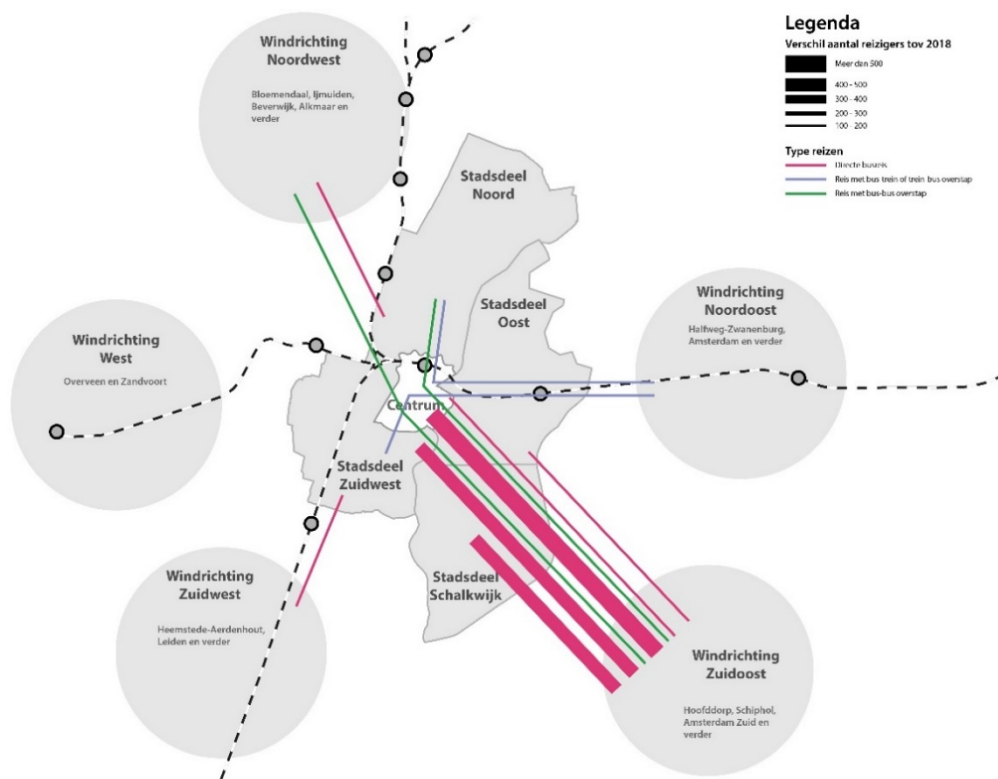 Legenda
Verschil aantal reizigers tov 2018
Meer dan 500
400 - 500
300 - 400
200 - 300
100 - 200
Type reizen
Directe busreis
Reis met bus trein of trein bus overstap
Reis met bus-bus overstap
Windrichting
Noordwest
Bloemendaal, Ijmuiden,
Beverwijk, Alkmaar en
verder
Stadsdeel
Noord
Stadsdeel
Oost
Windrichting
Noordoost
Halfweg-Zwanenburg,
Amsterdam en verder
Windrichting
West
Overveen en Zandvoort
Centrum
Stadsdeel
Zuidwest
Stadsdeel
Schalkwijk
Windrichting
Zuidwest
Heemstede-Aerdenhout,
Leiden en verder
Windrichting
Zuidoost
Hoofddorp, Schiphol,
Amsterdam Zuid en
verder